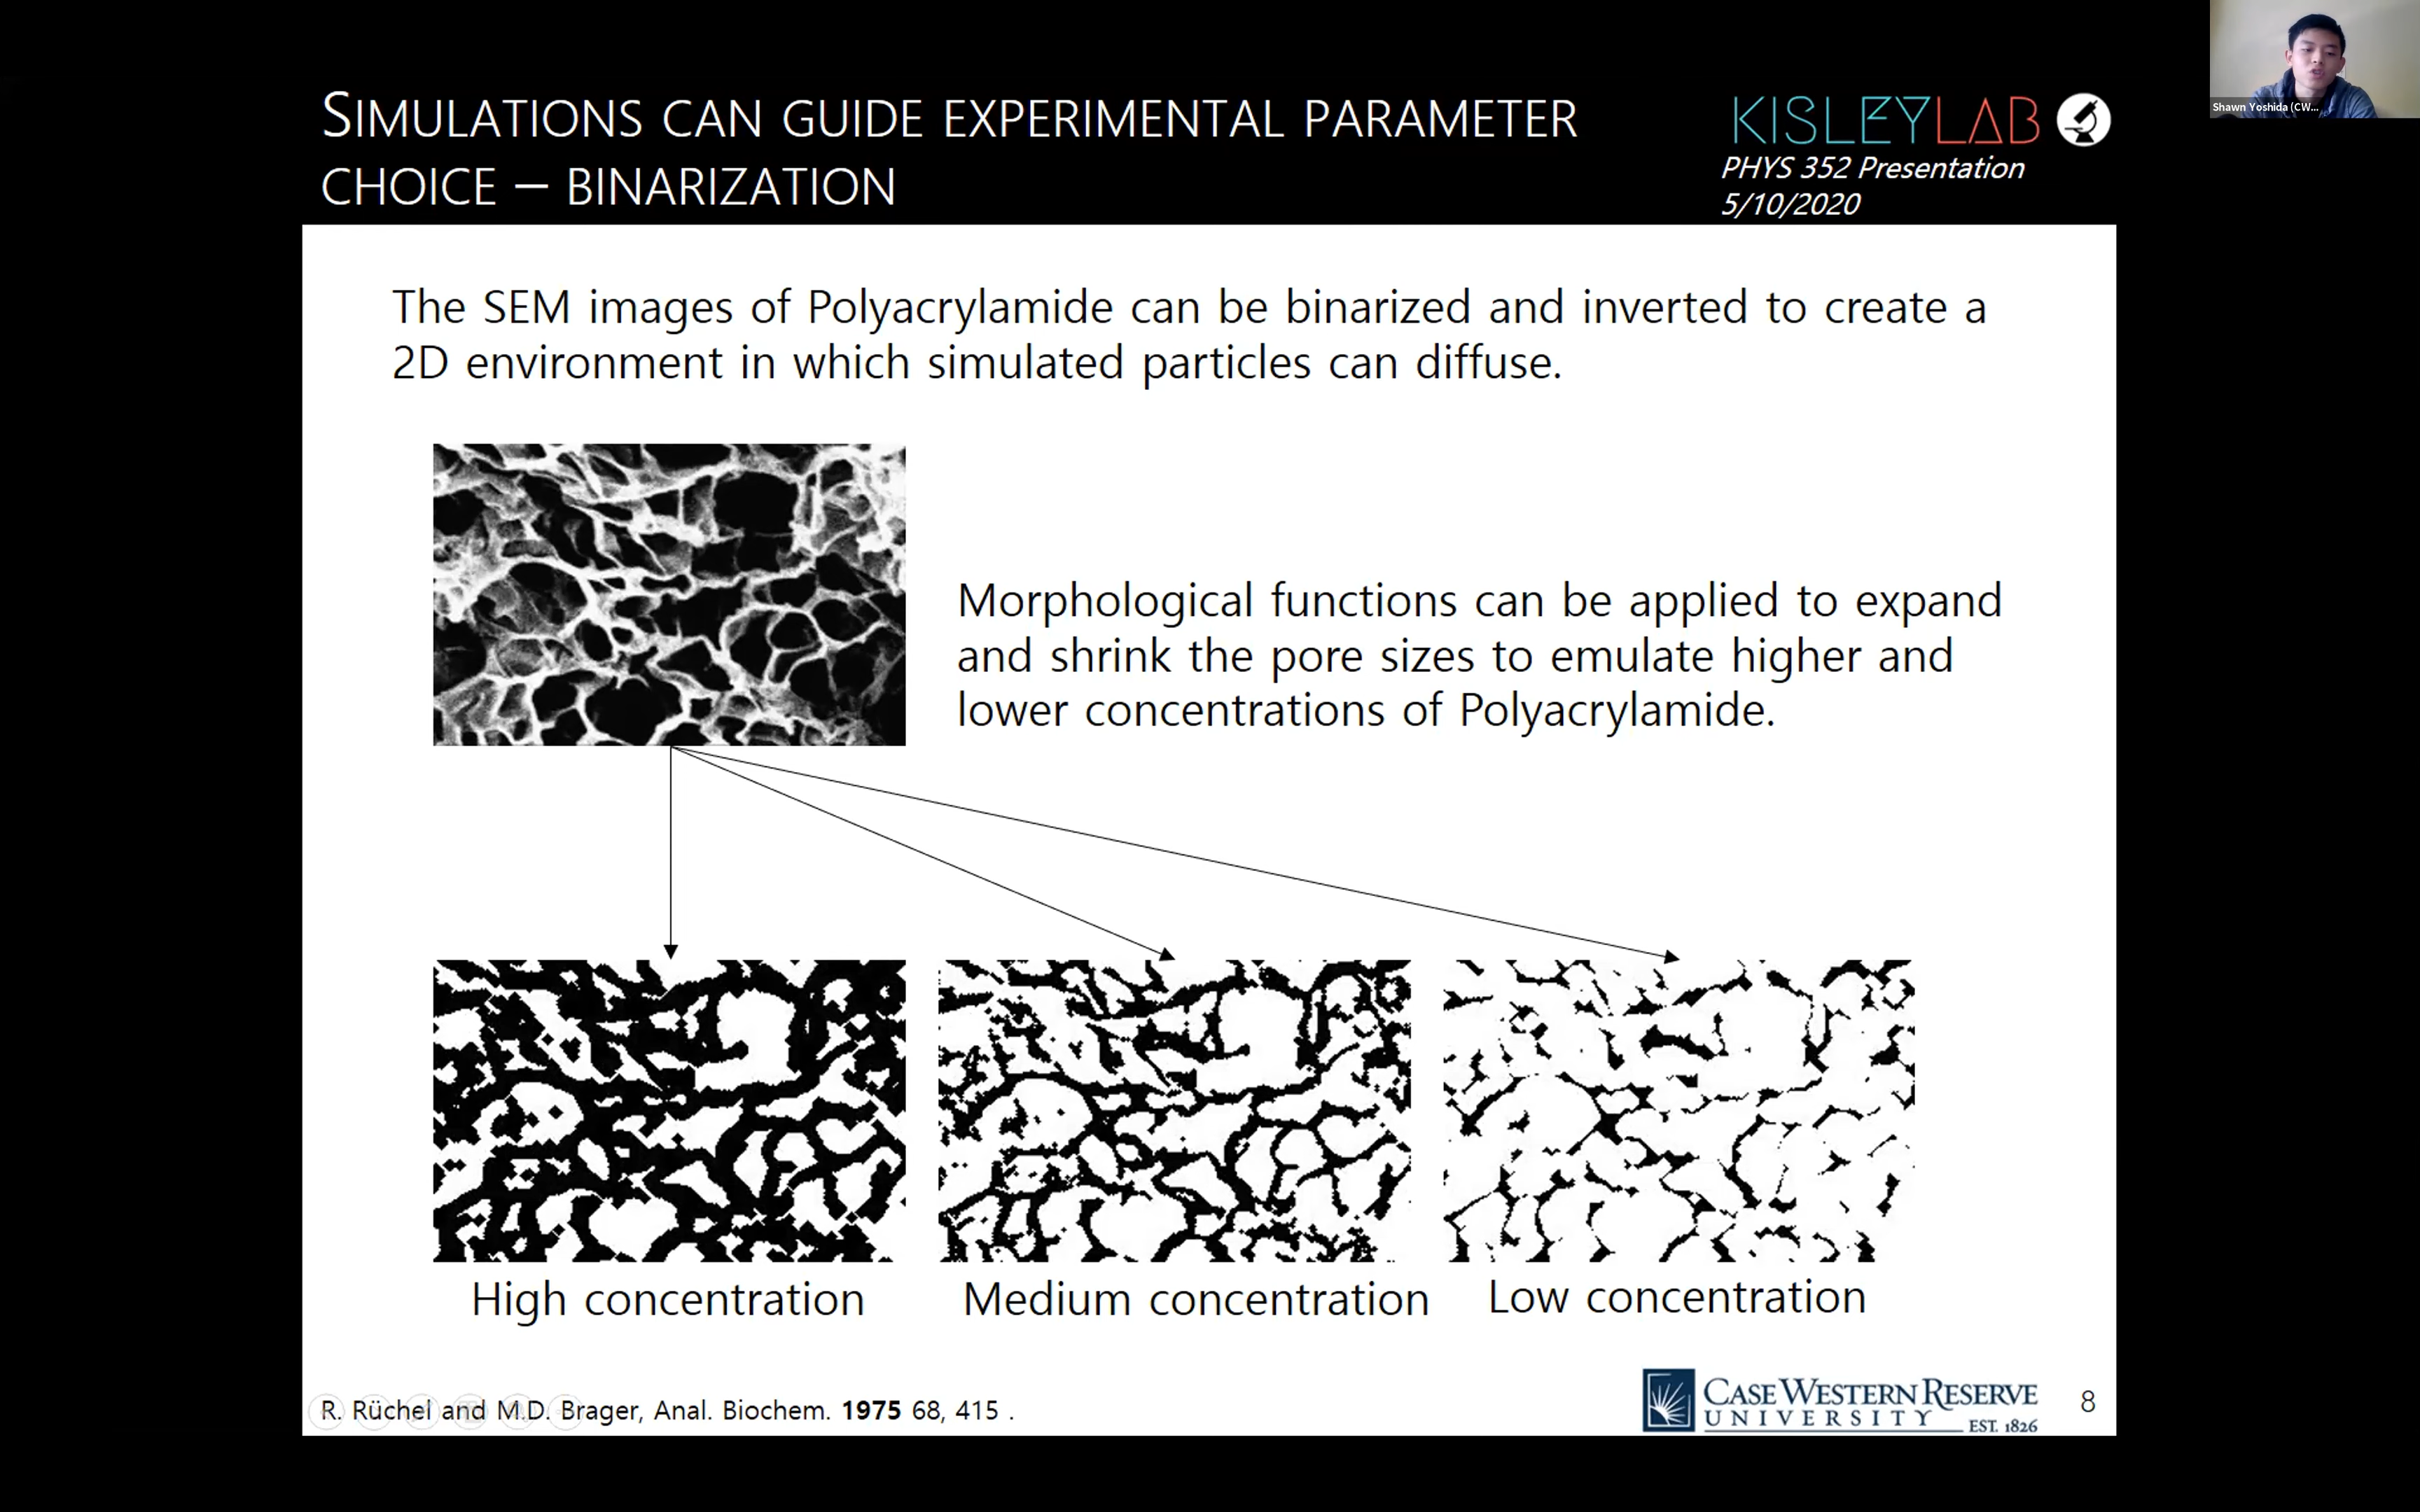 SIMULATIONS CAN GUIDE EXPERIMENTAL PARAMETER
CHOICE – BINARIZATION
KISLEYLAB
PHYS 352 Presentation
5/10/2020
Shawn Yoshida (CW...
The SEM images of Polyacrylamide can be binarized and inverted to create a
2D environment in which simulated particles can diffuse.
Morphological functions can be applied to expand
and shrink the pore sizes to emulate higher and
lower concentrations of Polyacrylamide.
High concentration
Medium concentration
Low concentration
R. Rüchel and M.D. Brager, Anal. Biochem. 1975 68, 415 .
CASE WESTERN RESERVE
UNIVERSITY
EST. 1826
8